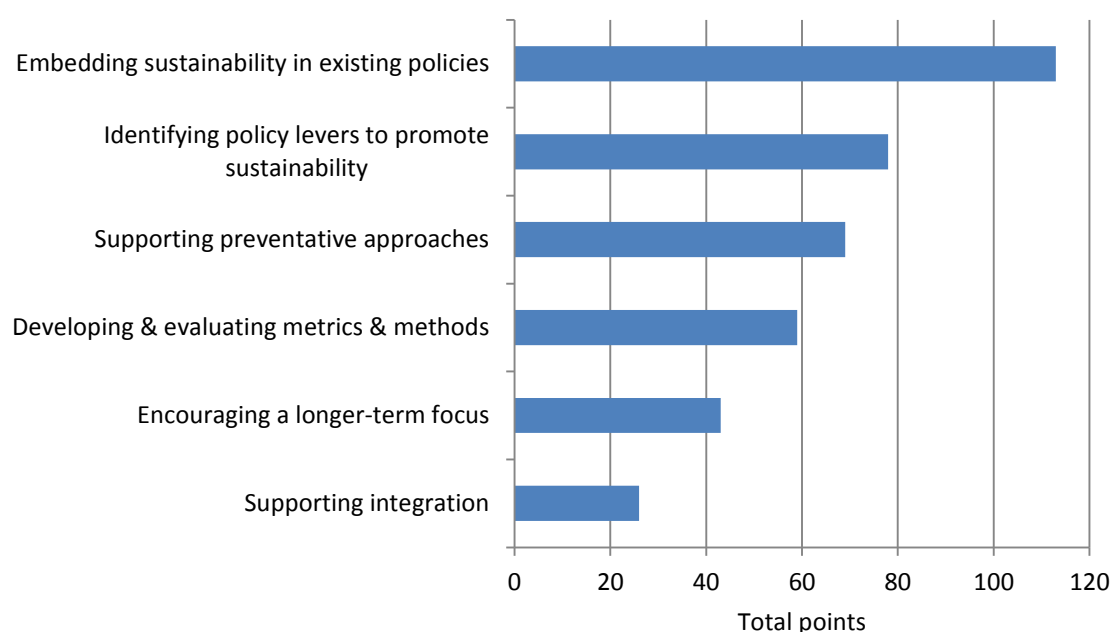 Embedding sustainability in existing policies
Identifying policy levers to promote
sustainability
Supporting preventative approaches
Developing & evaluating metrics & methods
Encouraging a longer-term focus
Supporting integration
0 20 40 60 80 100 120
Total points